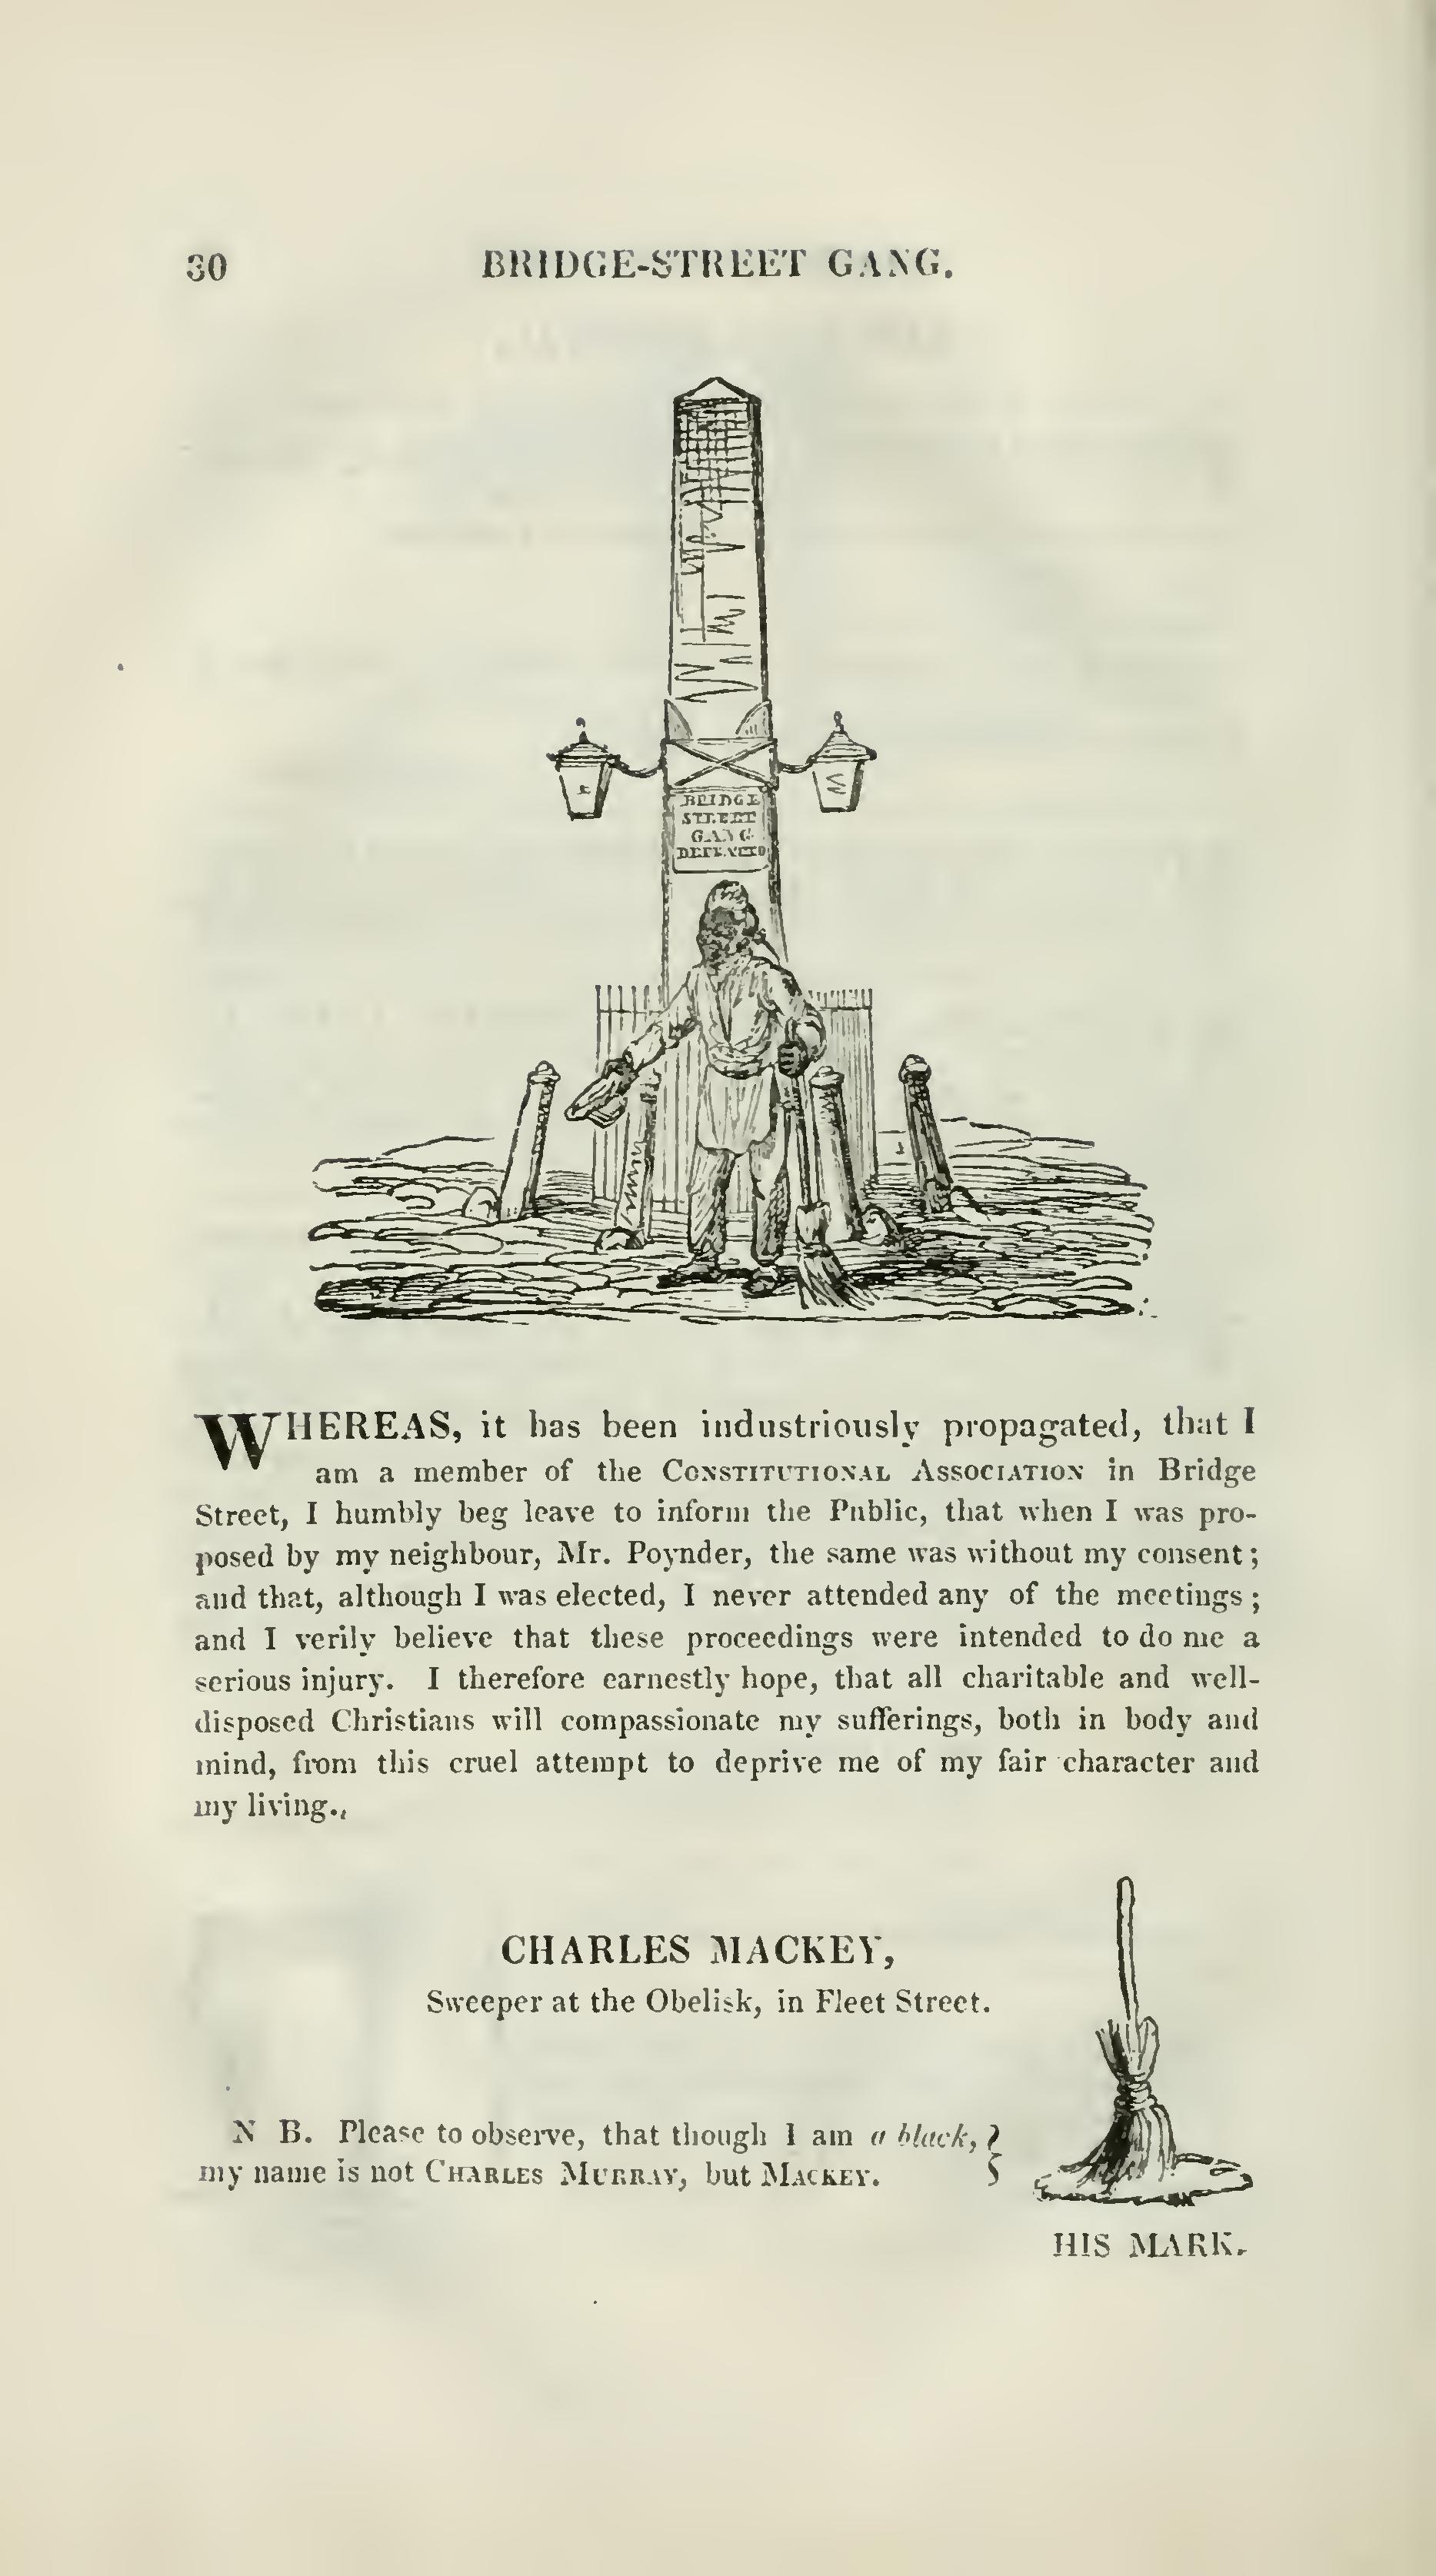 30 BRIDGE-STREET GANG.
BRIDGE
STREET
GANG
DEFEATED
WHEREAS, it has been industriously propagated, that I
am a member of the CONSTITUTIONAL ASSOCIATION in Bridge
Street, I humbly beg leave to inform the Public, that when I was pro-
posed by my neighbour, Mr. Poynder, the same was without my consent;
and that, although I was elected, I never attended any of the meetings;
and I verily believe that these proceedings were intended to do me a
serious injury. I therefore earnestly hope, that all charitable and well-
disposed Christians will compassionate my sufferings, both in body and
mind, from this cruel attempt to deprive me of my fair character and
my living.
CHARLES MACKEY,
Sweeper at the Obelisk, in Fleet Street.
N B. Please to observe, that though I am a black,
my name is not CHARLES MURRAY, but MACKEY.
HIS MARK.